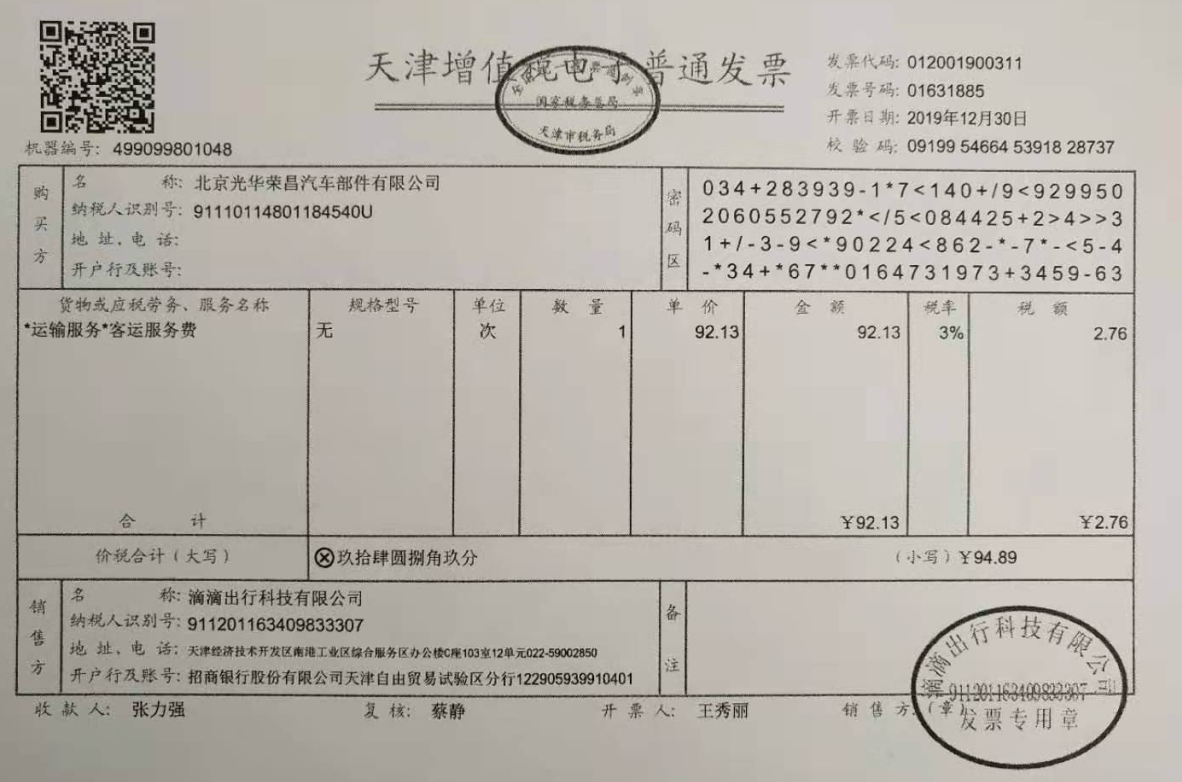 天津增值税电子普通发票
国家税务总局
天津市税务局
发票代码: 012001900311
发票号码: 01631885
开票日期: 2019年12月30日
校验码: 09199 54664 53918 28737
机器编号: 499099801048
购买方
名称: 北京光华荣昌汽车部件有限公司
纳税人识别号: 91110114801184540U
地址、电话:
开户行及账号:
密码区
034+283939-1*7<140+/9<929950
2060552792*</5<084425+2>4>>3
1+/-3-9<*90224<862-*-7*-<5-4
-*34+*67**0164731973+3459-63
货物或应税劳务、服务名称 规格型号 单位 数量 单价 金额 税率 税额
*运输服务*客运服务费 无 次 1 92.13 92.13 3% 2.76
合计 ¥92.13 ¥2.76
价税合计(大写) ⊗玖拾肆圆捌角玖分 (小写)¥94.89
销售方
名称: 滴滴出行科技有限公司
纳税人识别号: 911201163409833307
地址、电话: 天津经济技术开发区南港工业区综合服务区办公楼C座103室12单元022-59002850
开户行及账号: 招商银行股份有限公司天津自由贸易试验区分行122905939910401
备注
收款人: 张力强 复核: 蔡静 开票人: 王秀丽 销售方:(章)
滴滴出行科技有限公司
911201163409833307
发票专用章